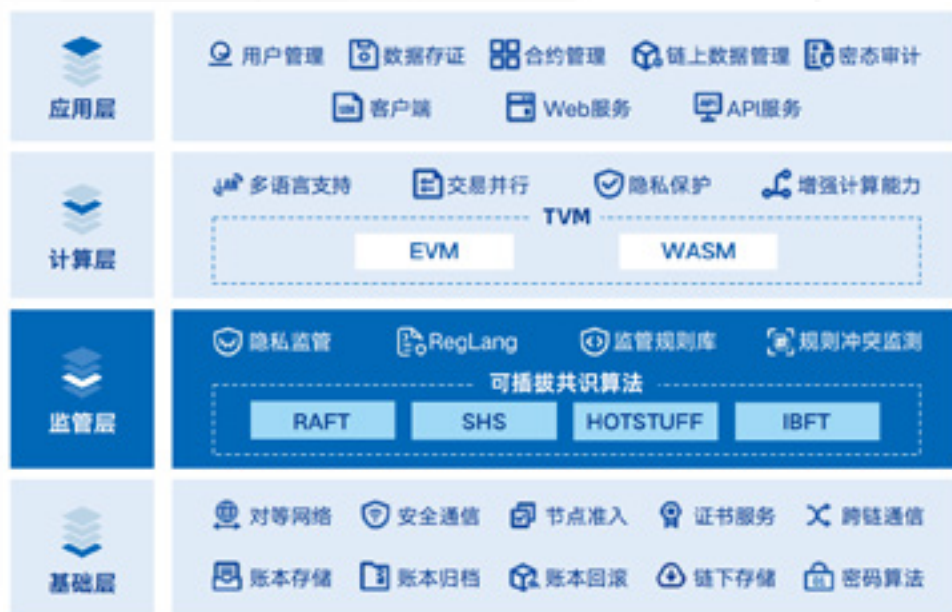 用户管理 数据存证 合约管理 链上数据管理 密态审计
应用层
客户端 Web服务 API服务
多语言支持 交易并行 隐私保护 增强计算能力
TVM
计算层
EVM WASM
隐私监管 RegLang 监管规则库 规则冲突监测
可插拔共识算法
监管层
RAFT SHS HOTSTUFF IBFT
对等网络 安全通信 节点准入 证书服务 跨链通信
基础层
账本存储 账本归档 账本回滚 链下存储 密码算法